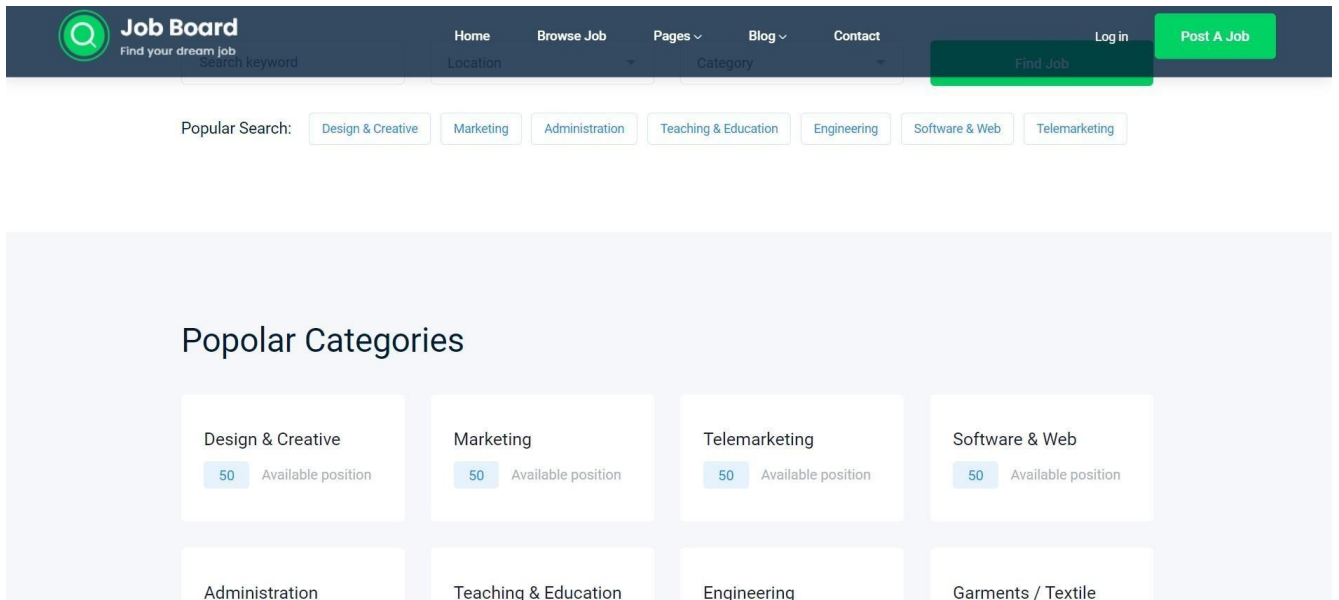 Job Board
Find your dream job
Home Browse Job Pages Blog Contact Log in Post A Job
Search keyword Location Category Find Job
Popular Search: Design & Creative Marketing Administration Teaching & Education Engineering Software & Web Telemarketing
Popolar Categories
Design & Creative Marketing Telemarketing Software & Web
50 Available position 50 Available position 50 Available position 50 Available position
Administration Teaching & Education Engineering Garments / Textile